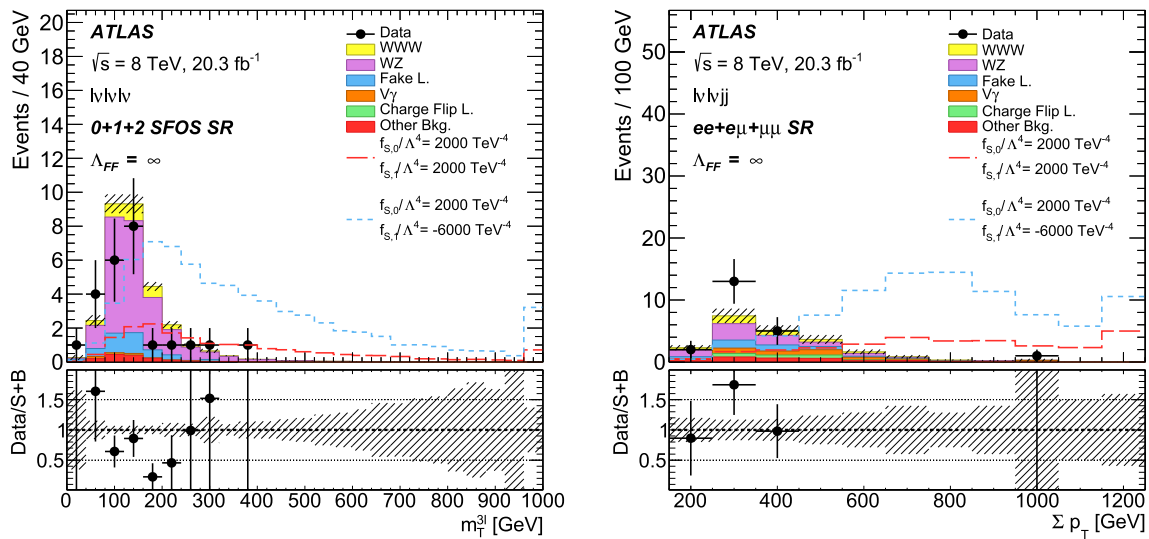 ATLAS
√s = 8 TeV, 20.3 fb⁻¹
lνlνlν
0+1+2 SFOS SR
Λ_FF = ∞
Data
WWW
WZ
Fake L.
Vγ
Charge Flip L.
Other Bkg.
f_S,0/Λ⁴= 2000 TeV⁻⁴
f_S,1/Λ⁴= 2000 TeV⁻⁴
f_S,0/Λ⁴= 2000 TeV⁻⁴
f_S,1/Λ⁴= -6000 TeV⁻⁴
Events / 40 GeV
20
18
16
14
12
10
8
6
4
2
0
Data/S+B
1.5
1
0.5
0 100 200 300 400 500 600 700 800 900 1000
m_T^3l [GeV]
ATLAS
√s = 8 TeV, 20.3 fb⁻¹
lνlνjj
ee+eμ+μμ SR
Λ_FF = ∞
Data
WWW
WZ
Fake L.
Vγ
Charge Flip L.
Other Bkg.
f_S,0/Λ⁴= 2000 TeV⁻⁴
f_S,1/Λ⁴= 2000 TeV⁻⁴
f_S,0/Λ⁴= 2000 TeV⁻⁴
f_S,1/Λ⁴= -6000 TeV⁻⁴
Events / 100 GeV
50
40
30
20
10
0
Data/S+B
1.5
1
0.5
200 400 600 800 1000 1200
Σ p_T [GeV]